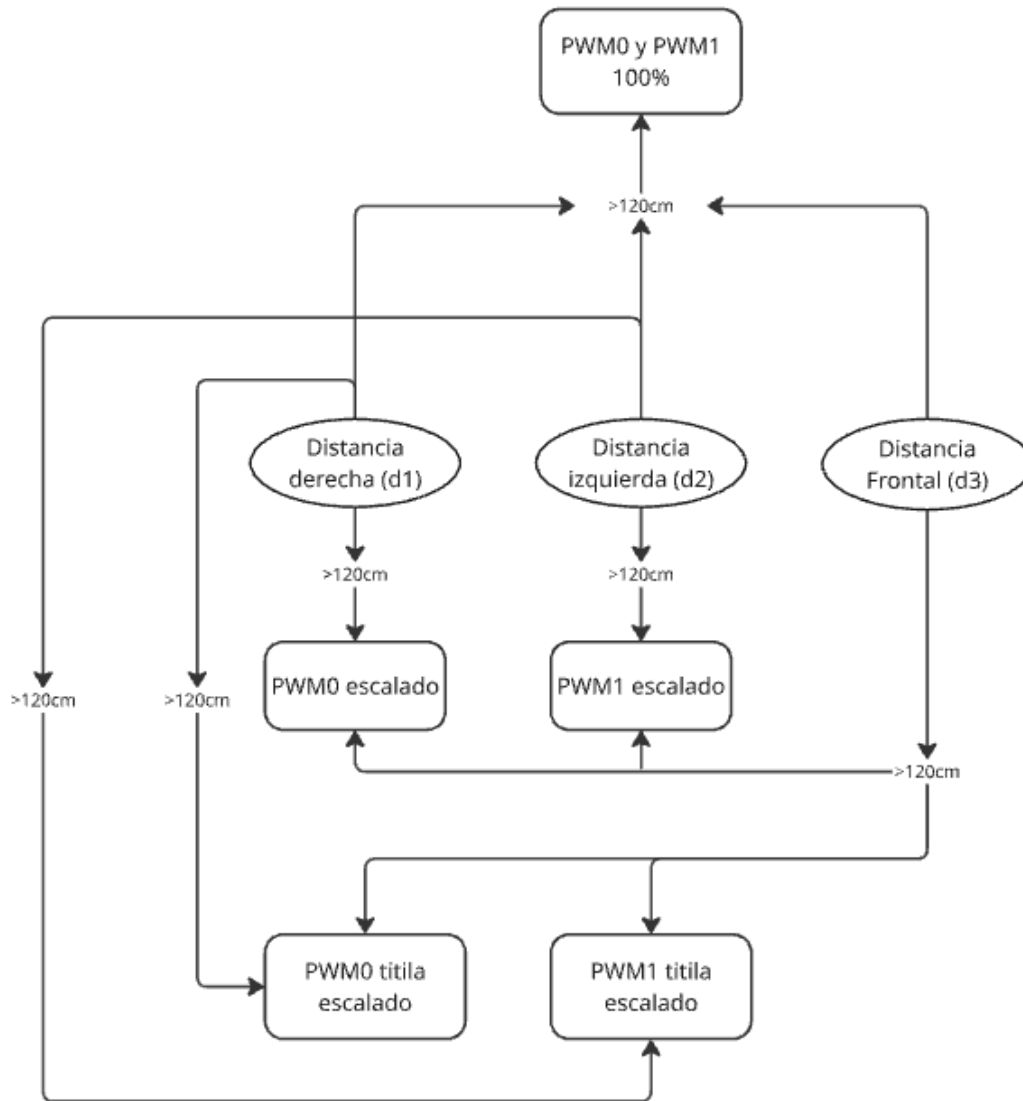 PWM0 y PWM1
100%
>120cm
Distancia
derecha (d1)
Distancia
izquierda (d2)
Distancia
Frontal (d3)
>120cm
>120cm
PWM0 escalado
PWM1 escalado
>120cm
>120cm
>120cm
PWM0 titila
escalado
PWM1 titila
escalado